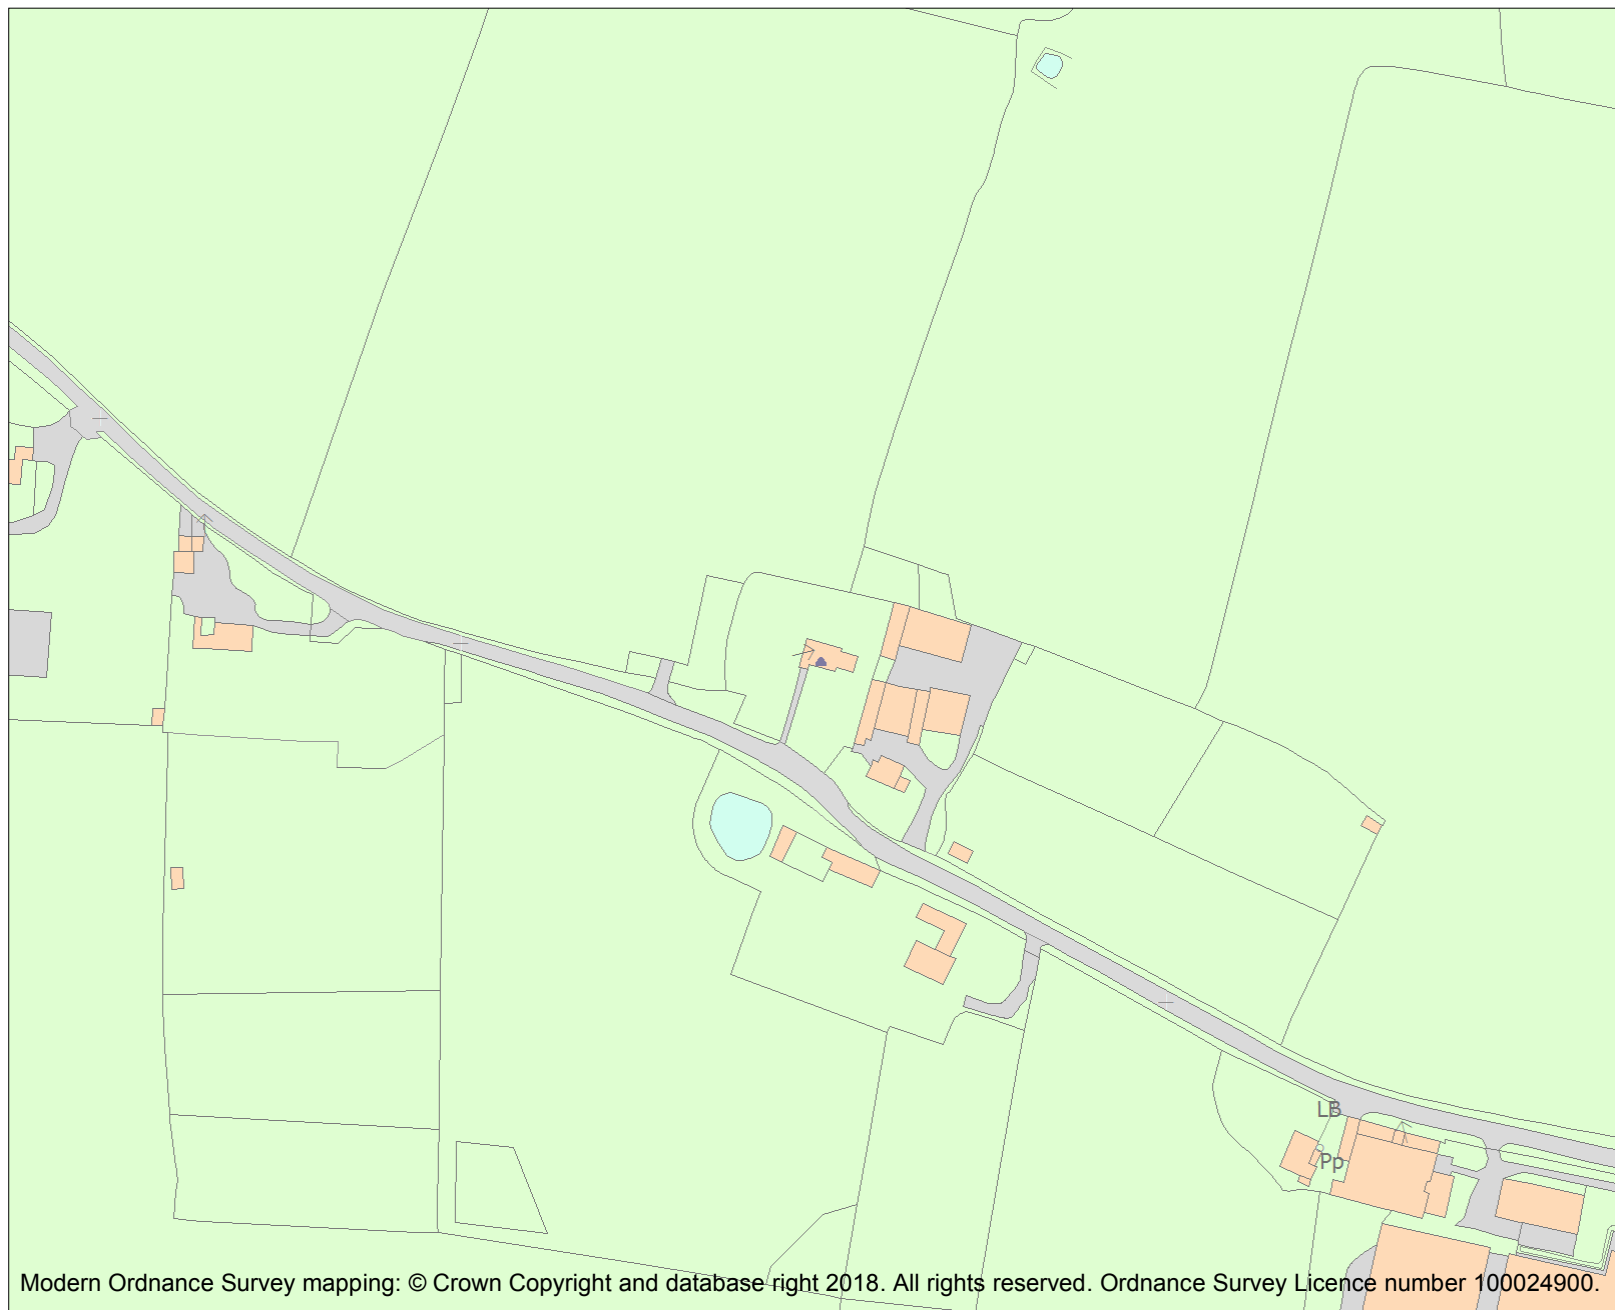 LB
Pp
Modern Ordnance Survey mapping: © Crown Copyright and database right 2018. All rights reserved. Ordnance Survey Licence number 100024900.